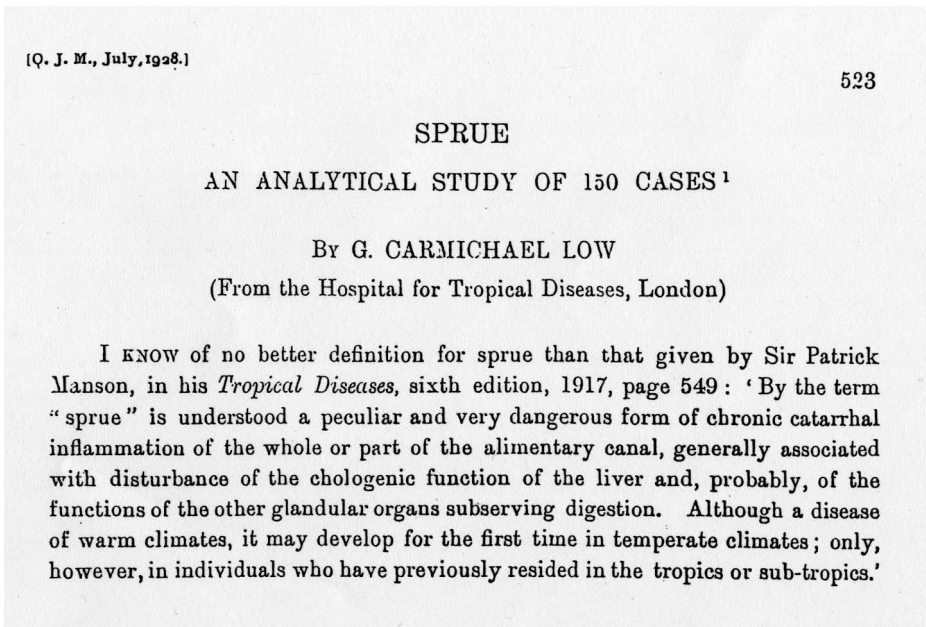 [Q. J. M., July, 1928.]
523
SPRUE
AN ANALYTICAL STUDY OF 150 CASES¹
By G. CARMICHAEL LOW
(From the Hospital for Tropical Diseases, London)
I KNOW of no better definition for sprue than that given by Sir Patrick
Manson, in his Tropical Diseases, sixth edition, 1917, page 549 : ‘ By the term
“ sprue ” is understood a peculiar and very dangerous form of chronic catarrhal
inflammation of the whole or part of the alimentary canal, generally associated
with disturbance of the chologenic function of the liver and, probably, of the
functions of the other glandular organs subserving digestion. Although a disease
of warm climates, it may develop for the first time in temperate climates ; only,
however, in individuals who have previously resided in the tropics or sub-tropics.’